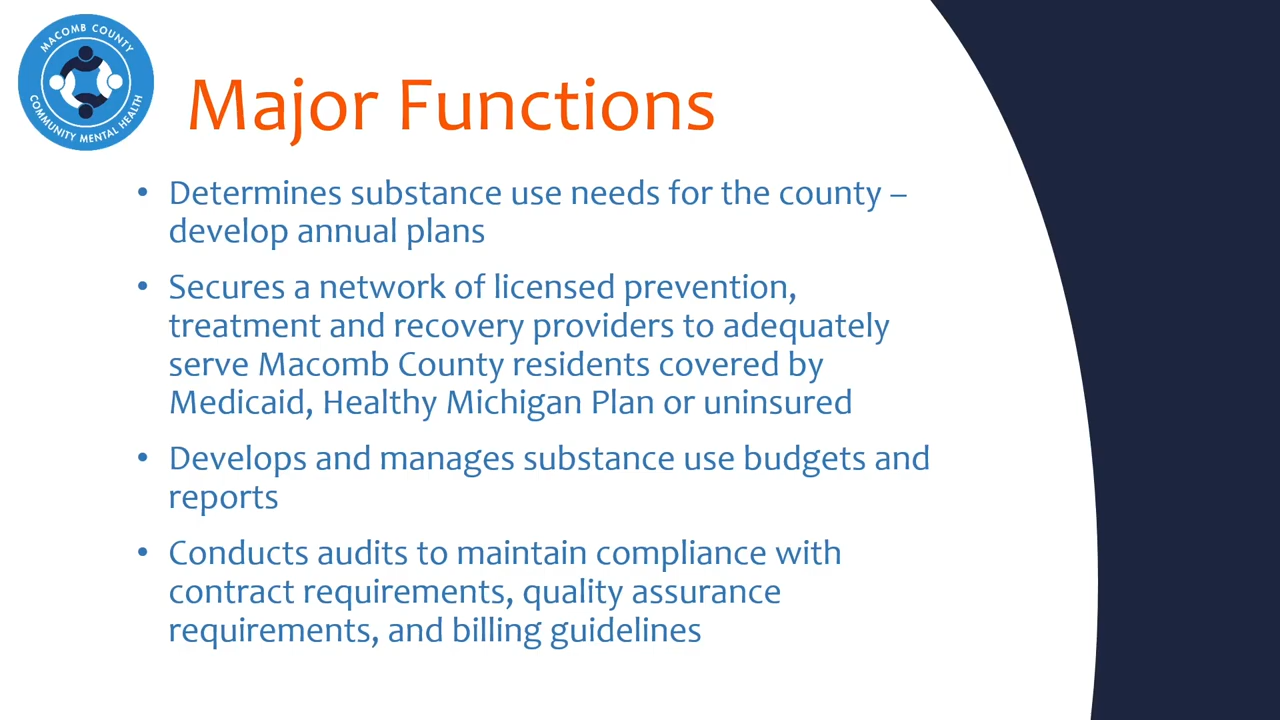 MACOMB COUNTY
COMMUNITY MENTAL HEALTH
Major Functions
• Determines substance use needs for the county –
develop annual plans
• Secures a network of licensed prevention,
treatment and recovery providers to adequately
serve Macomb County residents covered by
Medicaid, Healthy Michigan Plan or uninsured
• Develops and manages substance use budgets and
reports
• Conducts audits to maintain compliance with
contract requirements, quality assurance
requirements, and billing guidelines